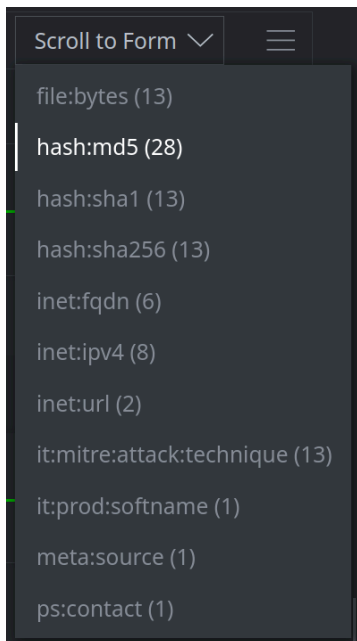 Scroll to Form
file:bytes (13)
hash:md5 (28)
hash:sha1 (13)
hash:sha256 (13)
inet:fqdn (6)
inet:ipv4 (8)
inet:url (2)
it:mitre:attack:technique (13)
it:prod:softname (1)
meta:source (1)
ps:contact (1)